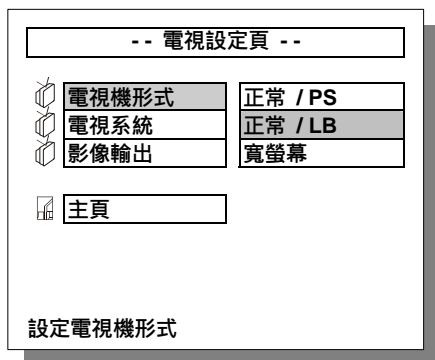 -- 電視設定頁 --
電視機形式 正常 / PS
電視系統 正常 / LB
影像輸出 寬螢幕
主頁
設定電視機形式